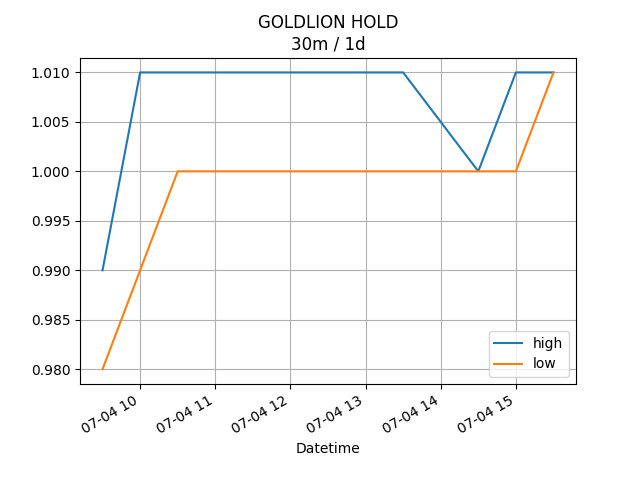 GOLDLION HOLD
30m / 1d
1.010
1.005
1.000
0.995
0.990
0.985
0.980
high
low
07-04 10
07-04 11
07-04 12
07-04 13
07-04 14
07-04 15
Datetime